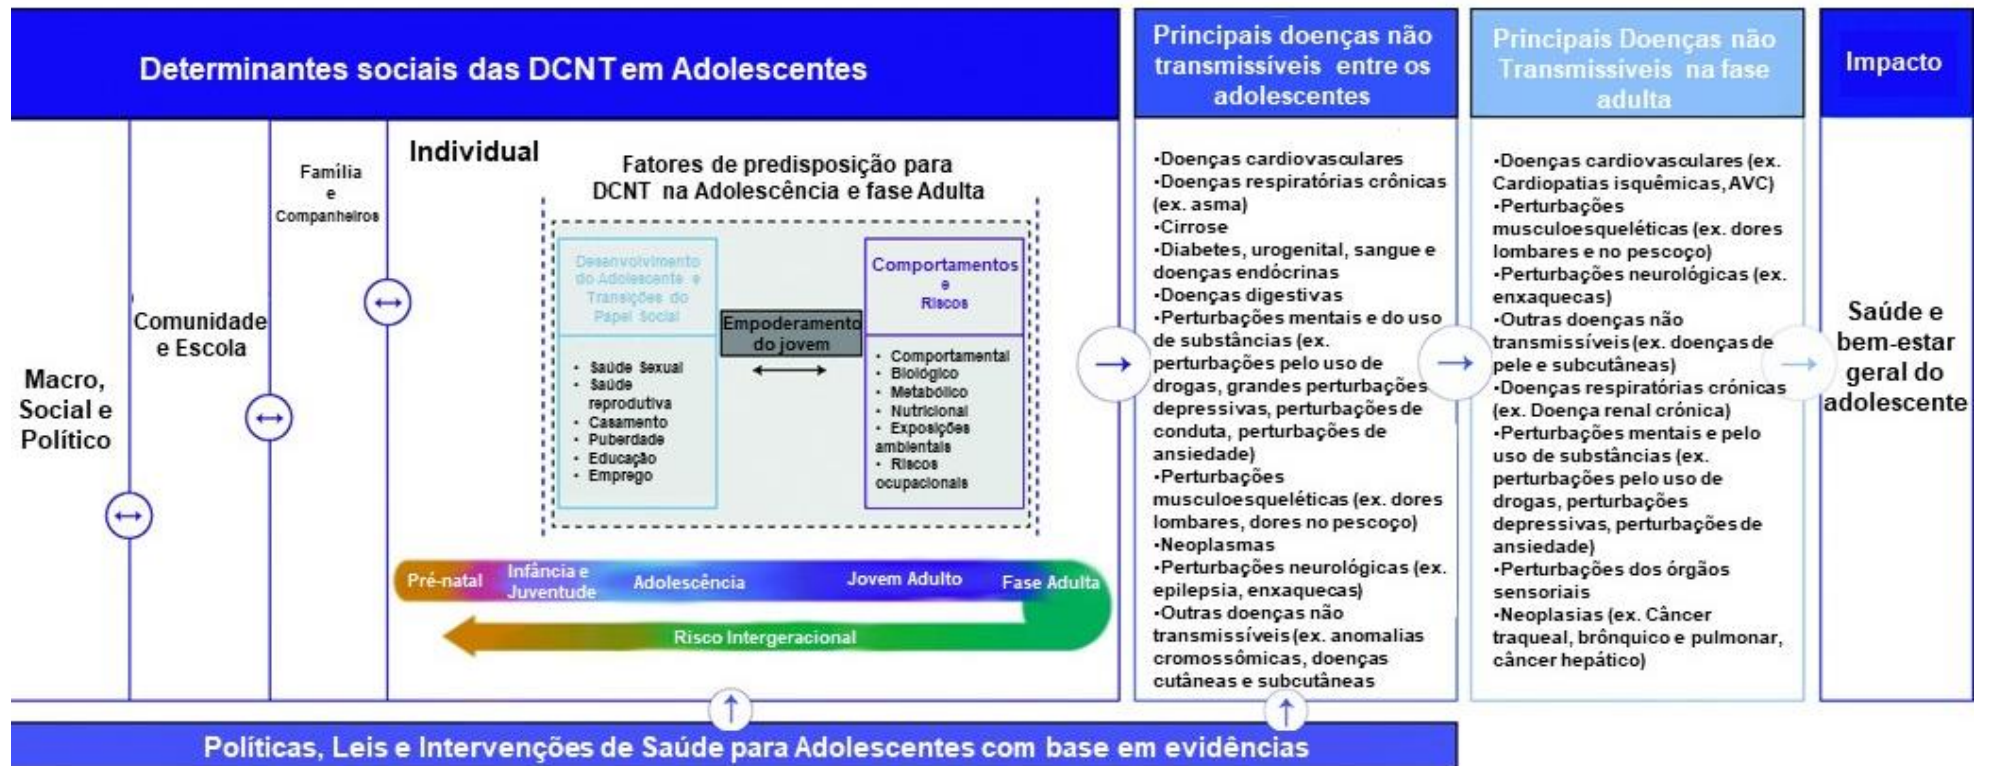 Determinantes sociais das DCNT em Adolescentes
Macro,
Social e
Político
Comunidade
e Escola
Família
e
Companheiros
Individual
Fatores de predisposição para
DCNT na Adolescência e fase Adulta
Desenvolvimento
do Adolescente e
Transições do
Papel Social
• Saúde Sexual
• Saúde
reprodutiva
• Casamento
• Puberdade
• Educação
• Emprego
Empoderamento
do jovem
Comportamentos
e
Riscos
• Comportamental
• Biológico
• Metabólico
• Nutricional
• Exposições
ambientais
• Riscos
ocupacionais
Pré-natal
Infância e
Juventude
Adolescência
Jovem Adulto
Fase Adulta
Risco Intergeracional
Principais doenças não
transmissíveis entre os
adolescentes
•Doenças cardiovasculares
•Doenças respiratórias crônicas
(ex. asma)
•Cirrose
•Diabetes, urogenital, sangue e
doenças endócrinas
•Doenças digestivas
•Perturbações mentais e do uso
de substâncias (ex.
perturbações pelo uso de
drogas, grandes perturbações
depressivas, perturbações de
conduta, perturbações de
ansiedade)
•Perturbações
musculoesqueléticas (ex. dores
lombares, dores no pescoço)
•Neoplasmas
•Perturbações neurológicas (ex.
epilepsia, enxaquecas)
•Outras doenças não
transmissíveis (ex. anomalias
cromossômicas, doenças
cutâneas e subcutâneas
Principais Doenças não
Transmissíveis na fase
adulta
•Doenças cardiovasculares (ex.
Cardiopatias isquêmicas, AVC)
•Perturbações
musculoesqueléticas (ex. dores
lombares e no pescoço)
•Perturbações neurológicas (ex.
enxaquecas)
•Outras doenças não
transmissíveis (ex. doenças de
pele e subcutâneas)
•Doenças respiratórias crónicas
(ex. Doença renal crónica)
•Perturbações mentais e pelo
uso de substâncias (ex.
perturbações pelo uso de
drogas, perturbações
depressivas, perturbações de
ansiedade)
•Perturbações dos órgãos
sensoriais
•Neoplasias (ex. Câncer
traqueal, brônquico e pulmonar,
câncer hepático)
Impacto
Saúde e
bem-estar
geral do
adolescente
Políticas, Leis e Intervenções de Saúde para Adolescentes com base em evidências